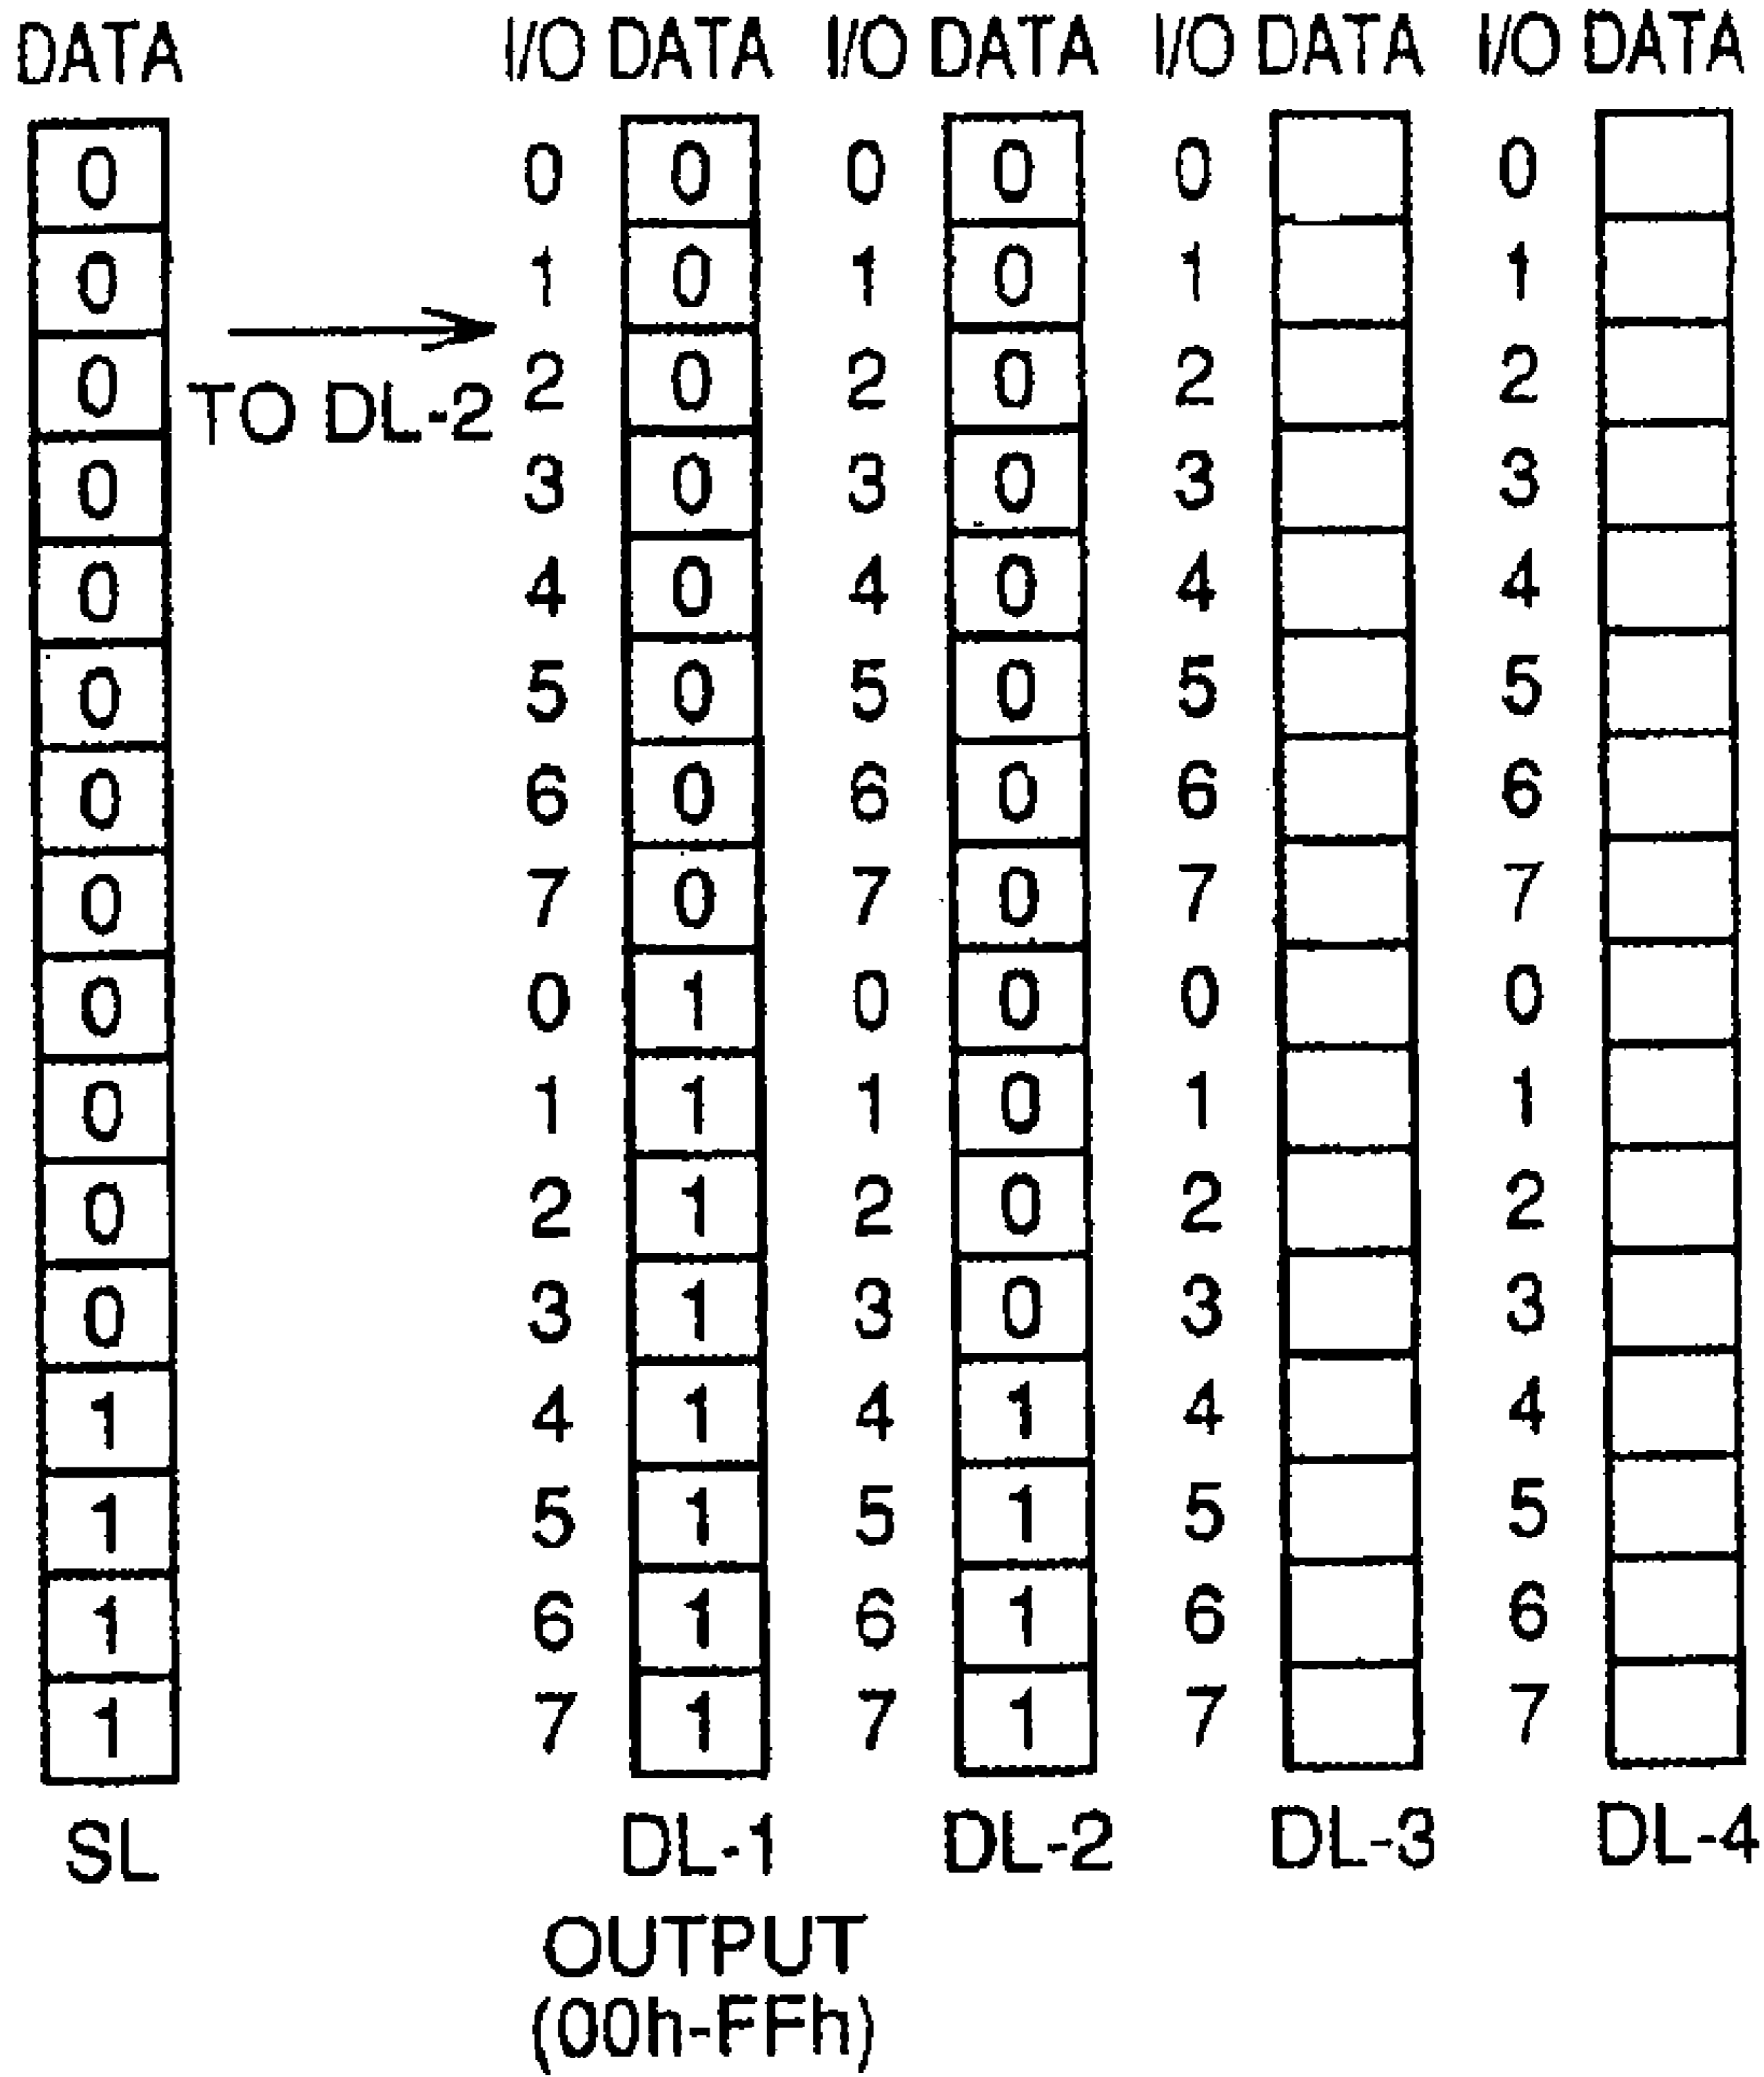 DATA I/O DATA I/O DATA I/O DATA I/O DATA
0 0 0 0 0 0 0
0 1 0 1 0 1 1
TO DL-2
0 2 0 2 0 2 2
0 3 0 3 0 3 3
0 4 0 4 0 4 4
0 5 0 5 0 5 5
0 6 0 6 0 6 6
0 7 0 7 0 7 7
0 0 1 0 0 0 0
0 1 1 1 0 1 1
0 2 1 2 0 2 2
0 3 1 3 0 3 3
1 4 1 4 1 4 4
1 5 1 5 1 5 5
1 6 1 6 1 6 6
1 7 1 7 1 7 7
SL DL-1 DL-2 DL-3 DL-4
OUTPUT
(00h-FFh)